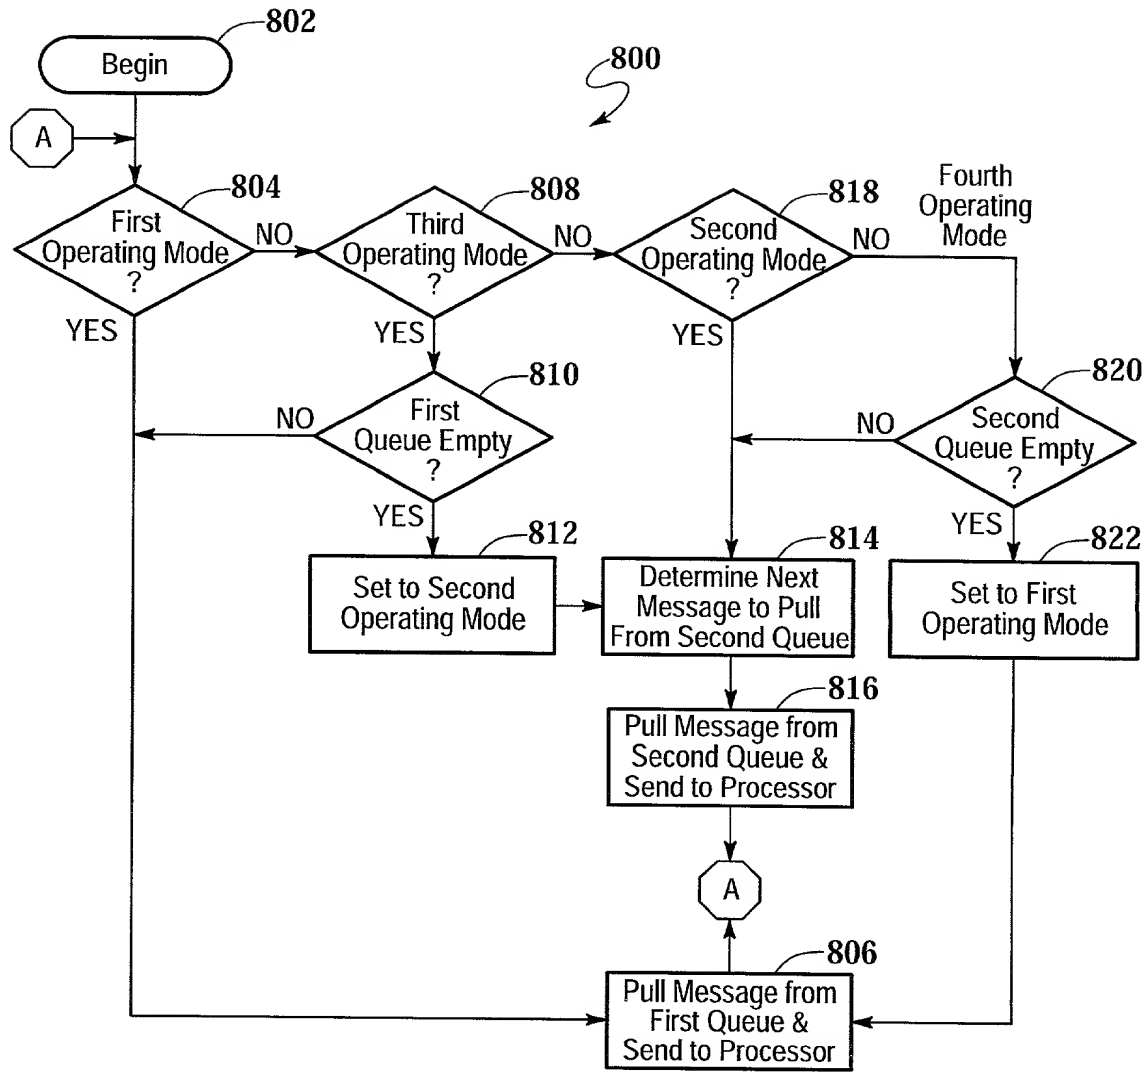 802
Begin
800
A
804
First
Operating Mode
?
NO
YES
808
Third
Operating Mode
?
NO
YES
818
Second
Operating Mode
?
NO
YES
Fourth
Operating
Mode
810
First
Queue Empty
?
NO
YES
820
Second
Queue Empty
?
NO
YES
812
Set to Second
Operating Mode
814
Determine Next
Message to Pull
From Second Queue
822
Set to First
Operating Mode
816
Pull Message from
Second Queue &
Send to Processor
A
806
Pull Message from
First Queue &
Send to Processor